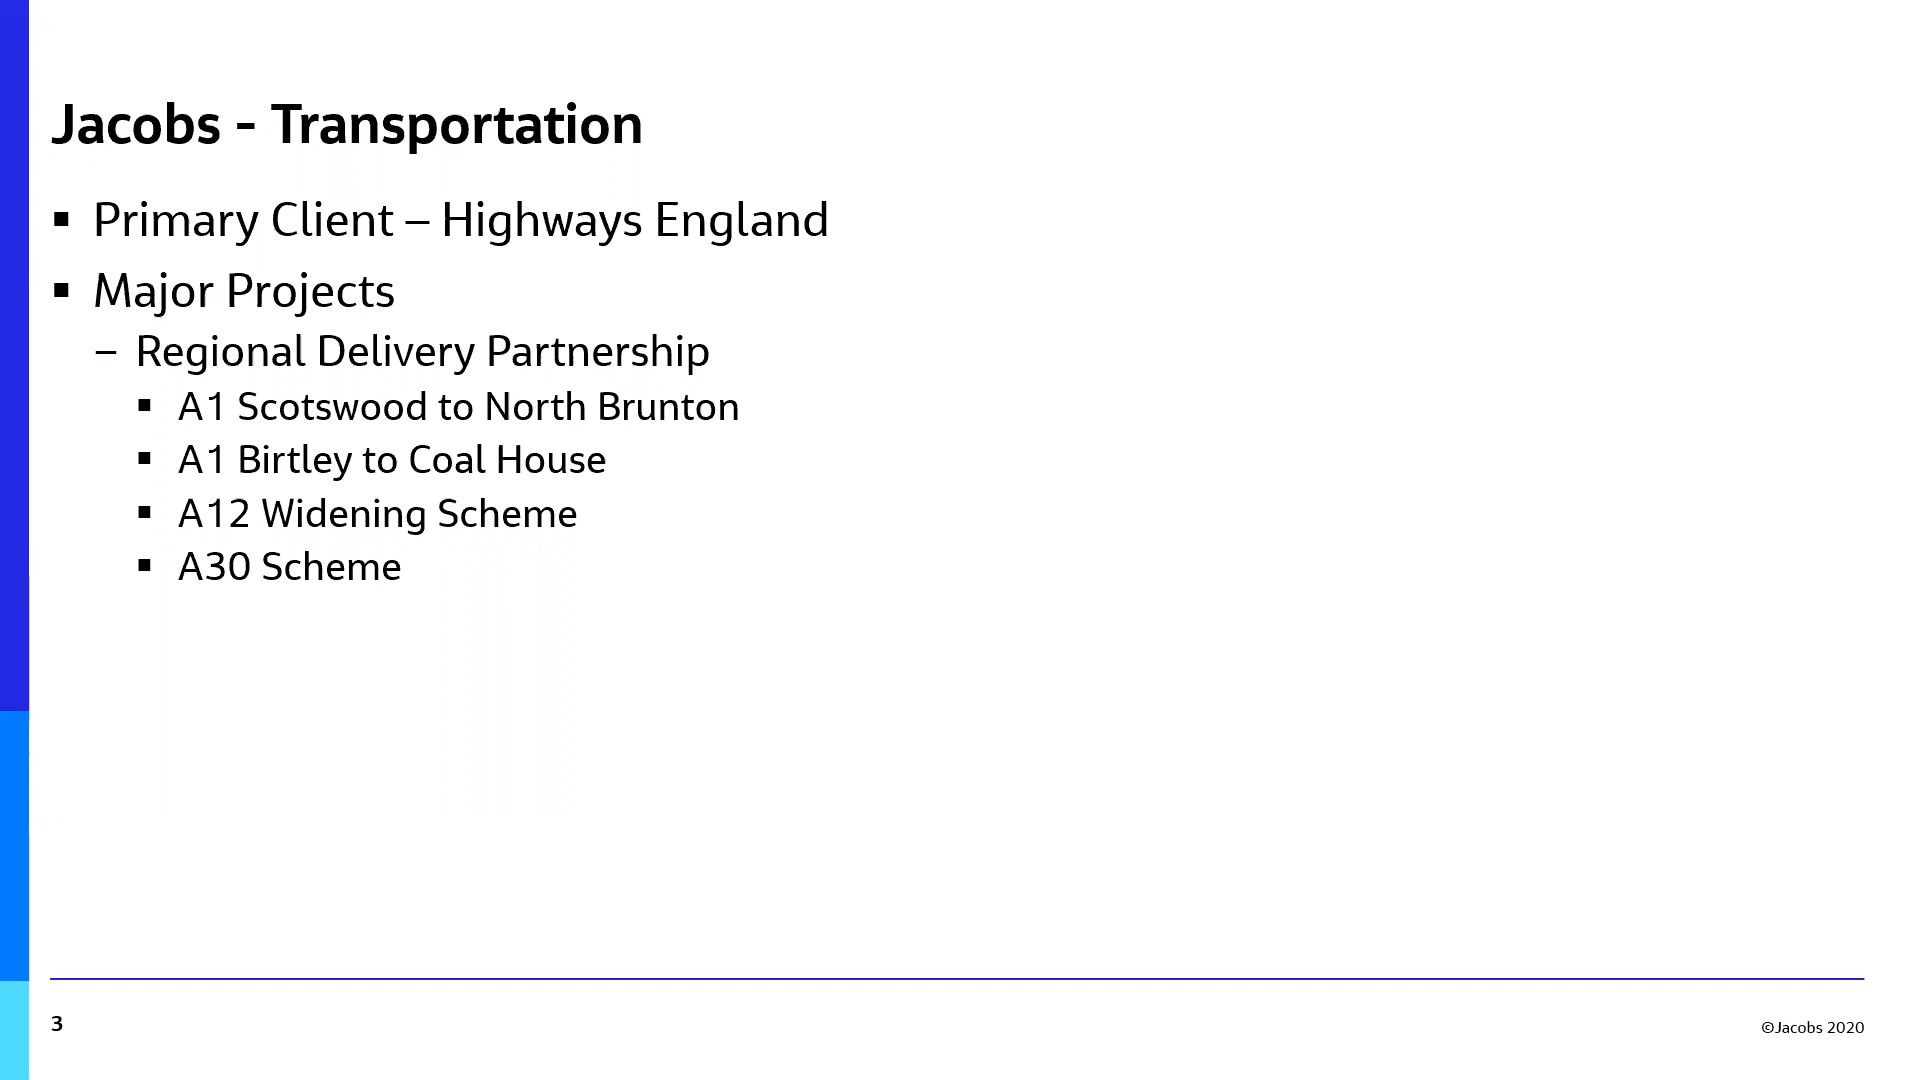 Jacobs - Transportation
▪ Primary Client – Highways England
▪ Major Projects
– Regional Delivery Partnership
▪ A1 Scotswood to North Brunton
▪ A1 Birtley to Coal House
▪ A12 Widening Scheme
▪ A30 Scheme
3
©Jacobs 2020